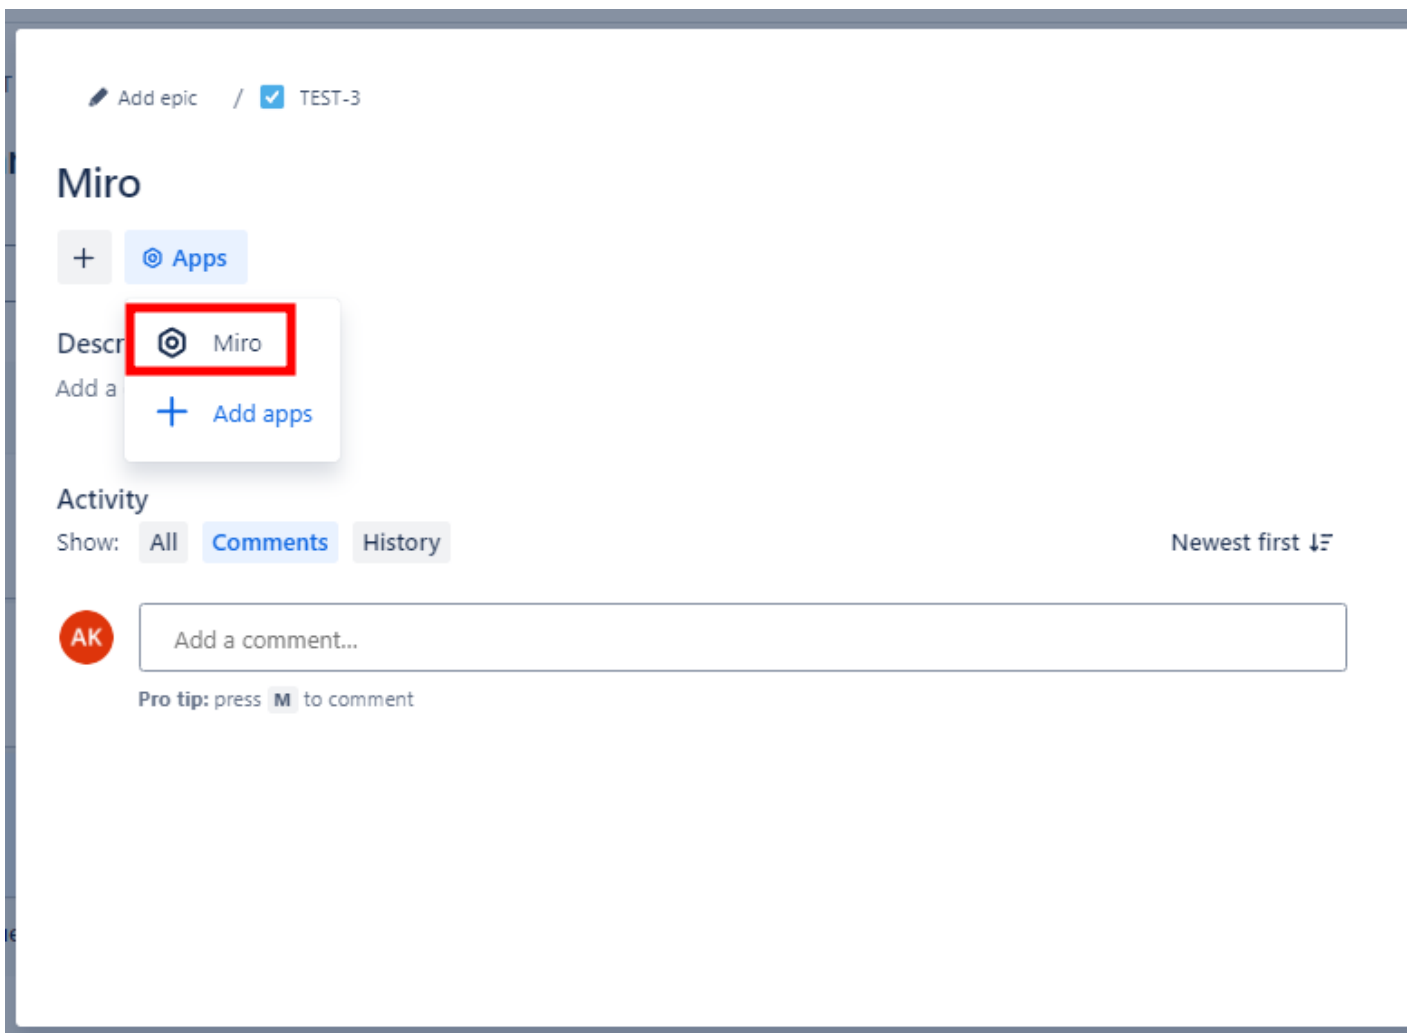 Add epic / TEST-3
Miro
+ Apps
Miro
Descr
Add a
Add apps
Activity
Show: All Comments History Newest first
AK Add a comment...
Pro tip: press M to comment